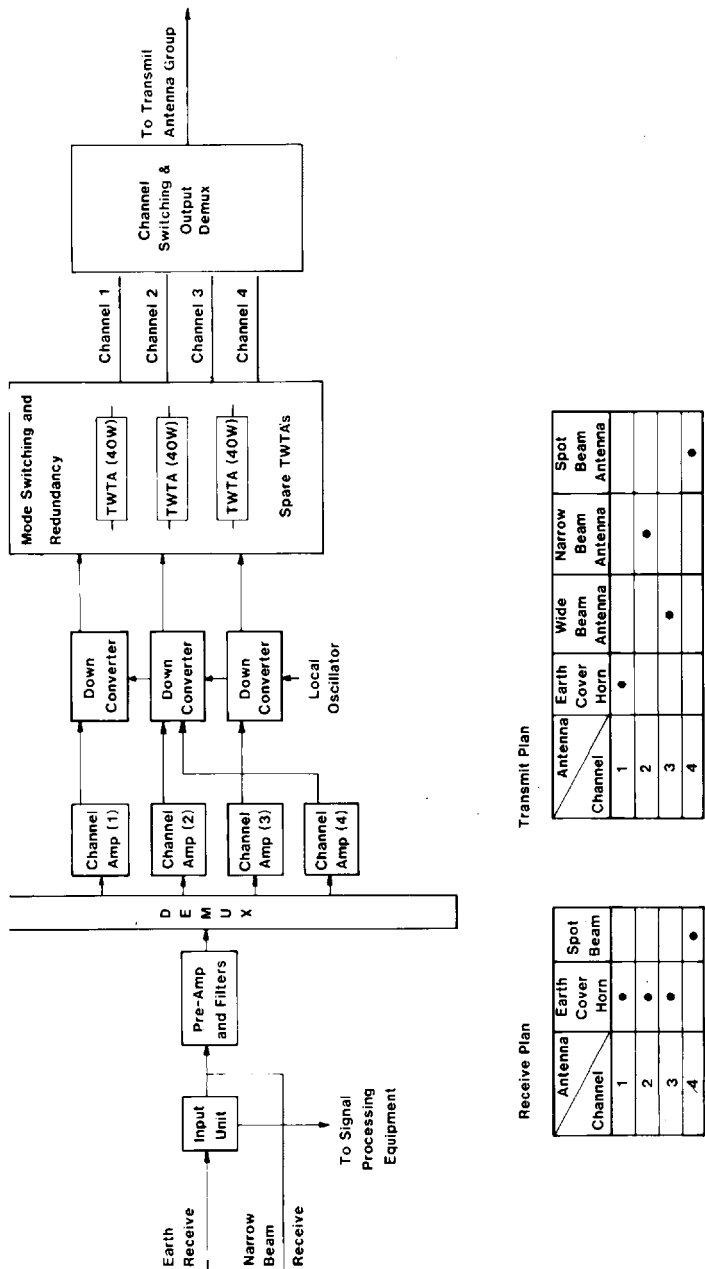 Earth
Receive
Narrow
Beam
Receive
Input
Unit
To Signal
Processing
Equipment
Pre-Amp
and Filters
D
E
M
U
X
Channel
Amp (1)
Channel
Amp (2)
Channel
Amp (3)
Channel
Amp (4)
Down
Converter
Down
Converter
Down
Converter
Local
Oscillator
Mode Switching and
Redundancy
TWTA (40W)
TWTA (40W)
TWTA (40W)
Spare TWTA's
Channel 1
Channel 2
Channel 3
Channel 4
Channel
Switching &
Output
Demux
To Transmit
Antenna Group
Receive Plan
Antenna
Channel
Earth
Cover
Horn
Spot
Beam
1
2
3
4
Transmit Plan
Antenna
Channel
Earth
Cover
Horn
Wide
Beam
Antenna
Narrow
Beam
Antenna
Spot
Beam
Antenna
1
2
3
4